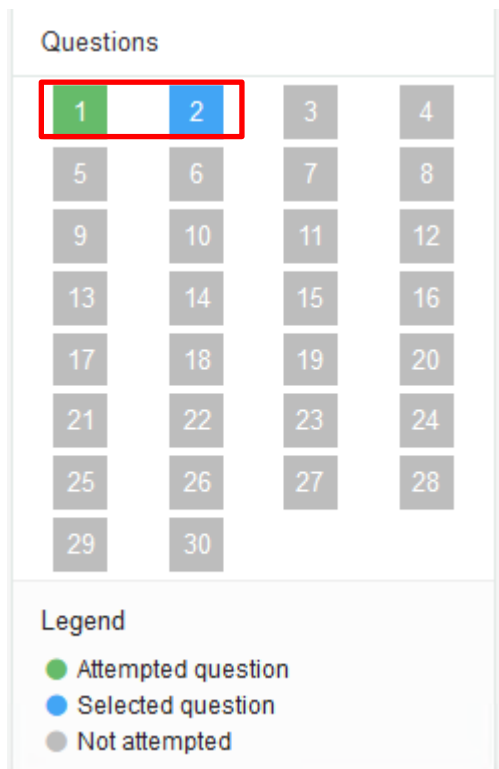 Questions
1 2 3 4
5 6 7 8
9 10 11 12
13 14 15 16
17 18 19 20
21 22 23 24
25 26 27 28
29 30
Legend
Attempted question
Selected question
Not attempted